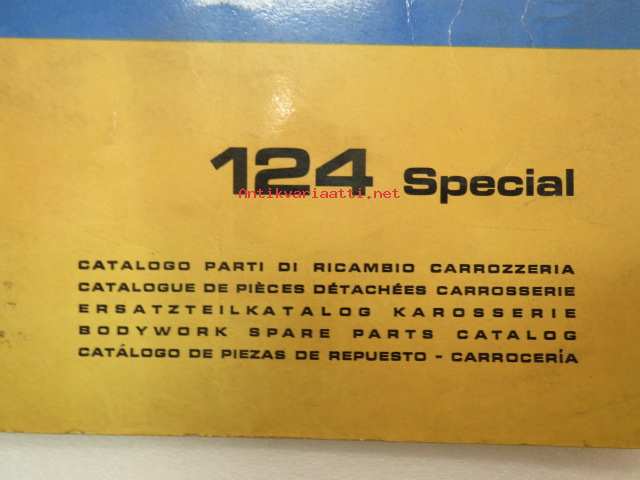 124 Special
Antikvariaatti.net
CATALOGO PARTI DI RICAMBIO CARROZZERIA
CATALOGUE DE PIÈCES DÉTACHÉES CARROSSERIE
ERSATZTEILKATALOG KAROSSERIE
BODYWORK SPARE PARTS CATALOG
CATÁLOGO DE PIEZAS DE REPUESTO - CARROCERÍA